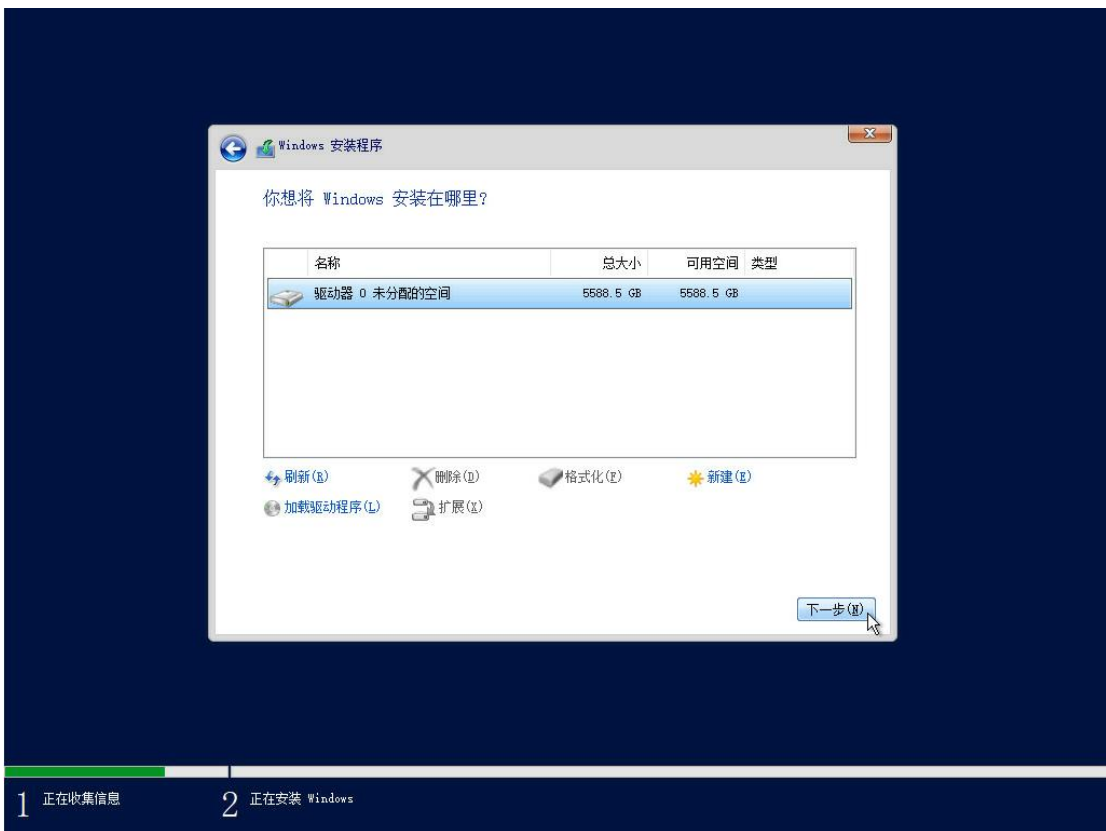 Windows 安装程序
你想将 Windows 安装在哪里?
名称 总大小 可用空间 类型
驱动器 0 未分配的空间 5588.5 GB 5588.5 GB
刷新(R) 删除(D) 格式化(F) 新建(E)
加载驱动程序(L) 扩展(X)
下一步(N)
1 正在收集信息 2 正在安装 Windows